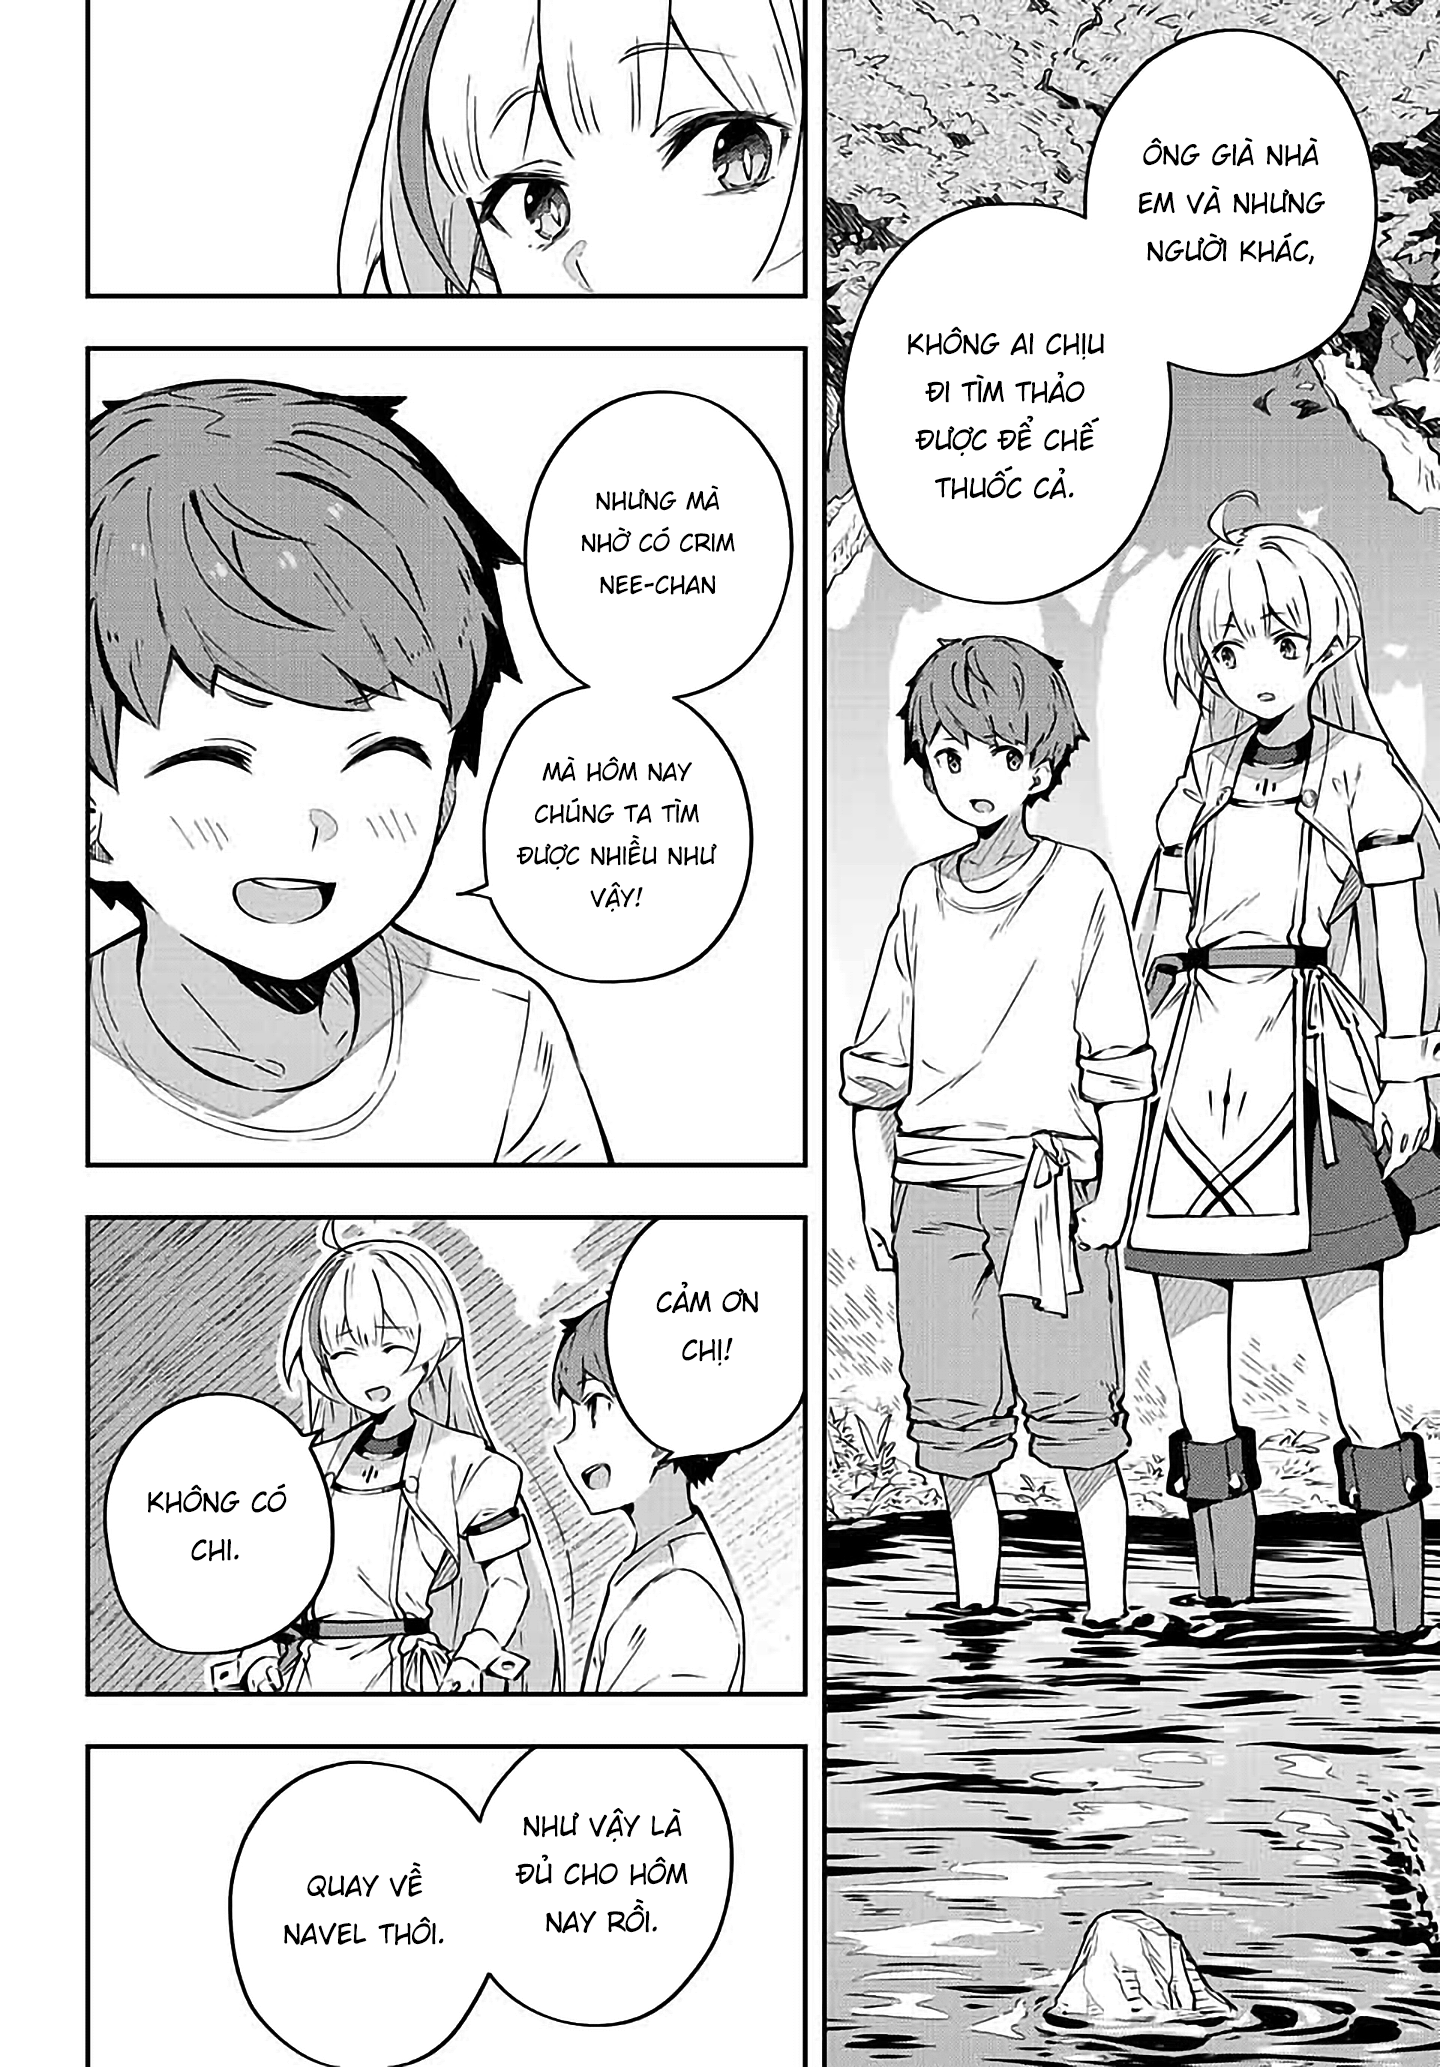 ÔNG GIÀ NHÀ
EM VÀ NHƯNG
NGƯỜI KHÁC,
KHÔNG AI CHỊU
ĐI TÌM THẢO
ĐƯỢC ĐỂ CHẾ
THUỐC CẢ.
NHƯNG MÀ
NHỜ CÓ CRIM
NEE-CHAN
MÀ HÔM NAY
CHÚNG TA TÌM
ĐƯỢC NHIỀU NHƯ
VẬY!
CẢM ƠN
CHỊ!
KHÔNG CÓ
CHI.
NHƯ VẬY LÀ
ĐỦ CHO HÔM
NAY RỒI.
QUAY VỀ
NAVEL THÔI.